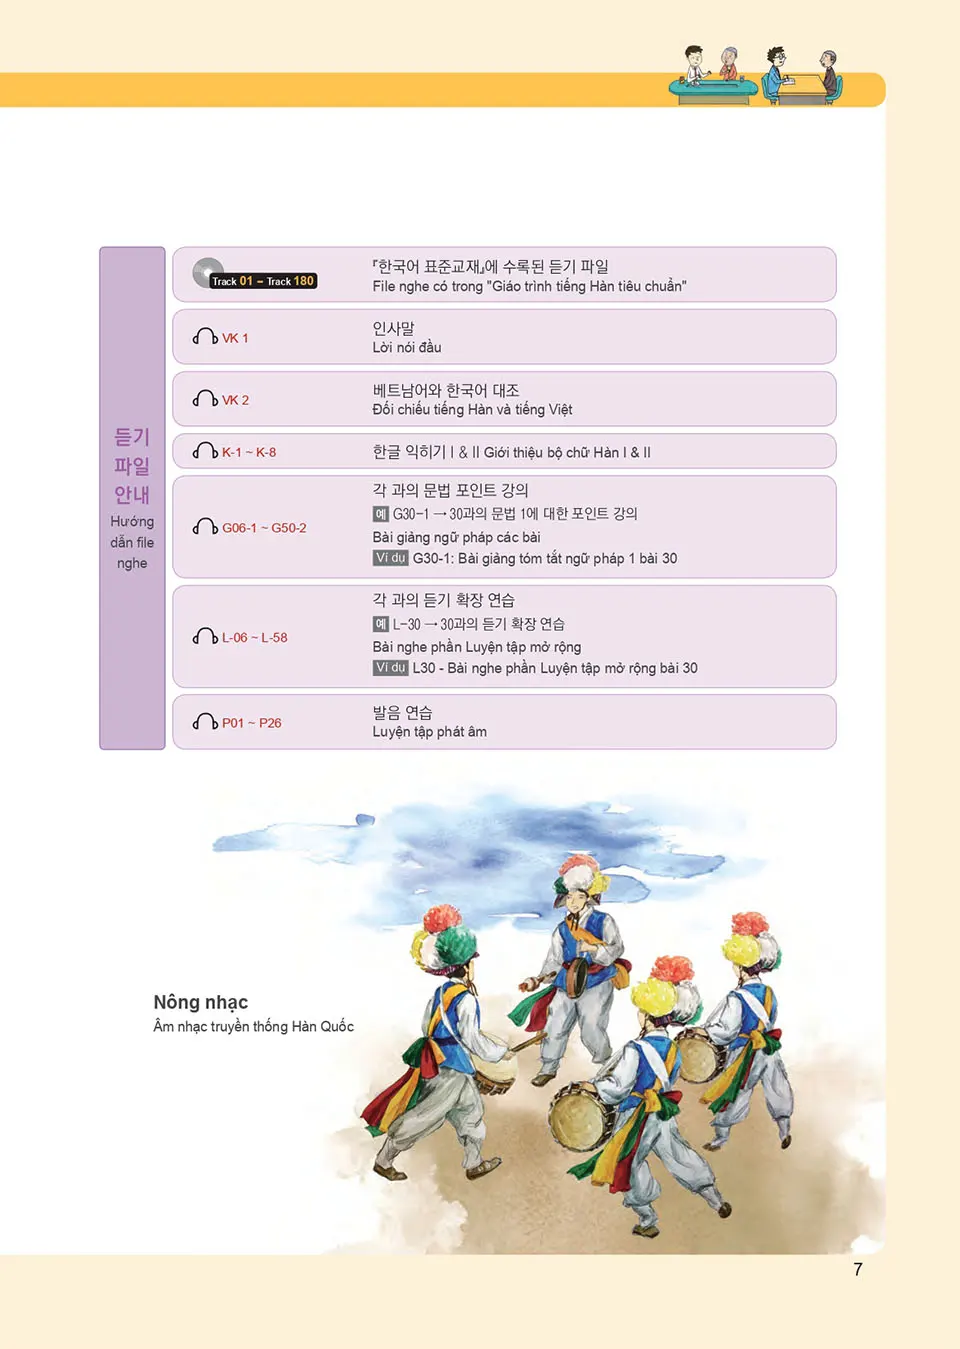 듣기
파일
안내
Hướng
dẫn file
nghe
Track 01 – Track 180
『한국어 표준교재』에 수록된 듣기 파일
File nghe có trong "Giáo trình tiếng Hàn tiêu chuẩn"
VK 1
인사말
Lời nói đầu
VK 2
베트남어와 한국어 대조
Đối chiếu tiếng Hàn và tiếng Việt
K-1 ~ K-8
한글 익히기 I & II Giới thiệu bộ chữ Hàn I & II
G06-1 ~ G50-2
각 과의 문법 포인트 강의
예 G30-1 → 30과의 문법 1에 대한 포인트 강의
Bài giảng ngữ pháp các bài
Ví dụ G30-1: Bài giảng tóm tắt ngữ pháp 1 bài 30
L-06 ~ L-58
각 과의 듣기 확장 연습
예 L-30 → 30과의 듣기 확장 연습
Bài nghe phần Luyện tập mở rộng
Ví dụ L30 - Bài nghe phần Luyện tập mở rộng bài 30
P01 ~ P26
발음 연습
Luyện tập phát âm
Nông nhạc
Âm nhạc truyền thống Hàn Quốc
7